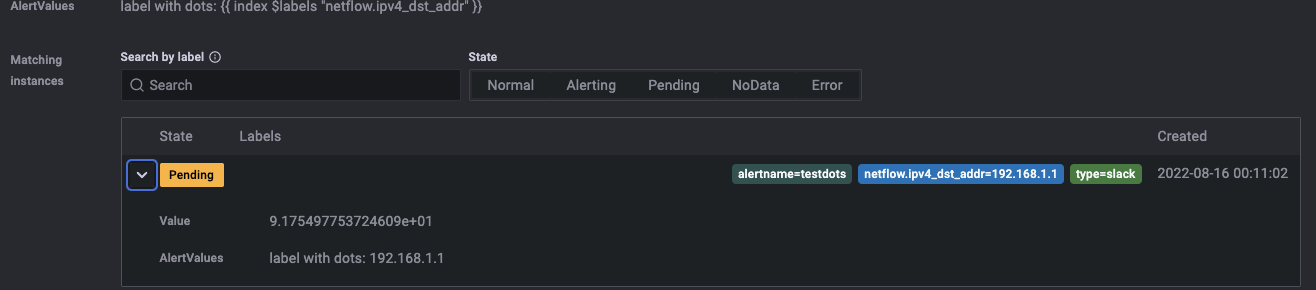 AlertValues label with dots: {{ index $labels "netflow.ipv4_dst_addr" }}
Matching instances
Search by label State
Search Normal Alerting Pending NoData Error
State Labels Created
Pending alertname=testdots netflow.ipv4_dst_addr=192.168.1.1 type=slack 2022-08-16 00:11:02
Value 9.175497753724609e+01
AlertValues label with dots: 192.168.1.1